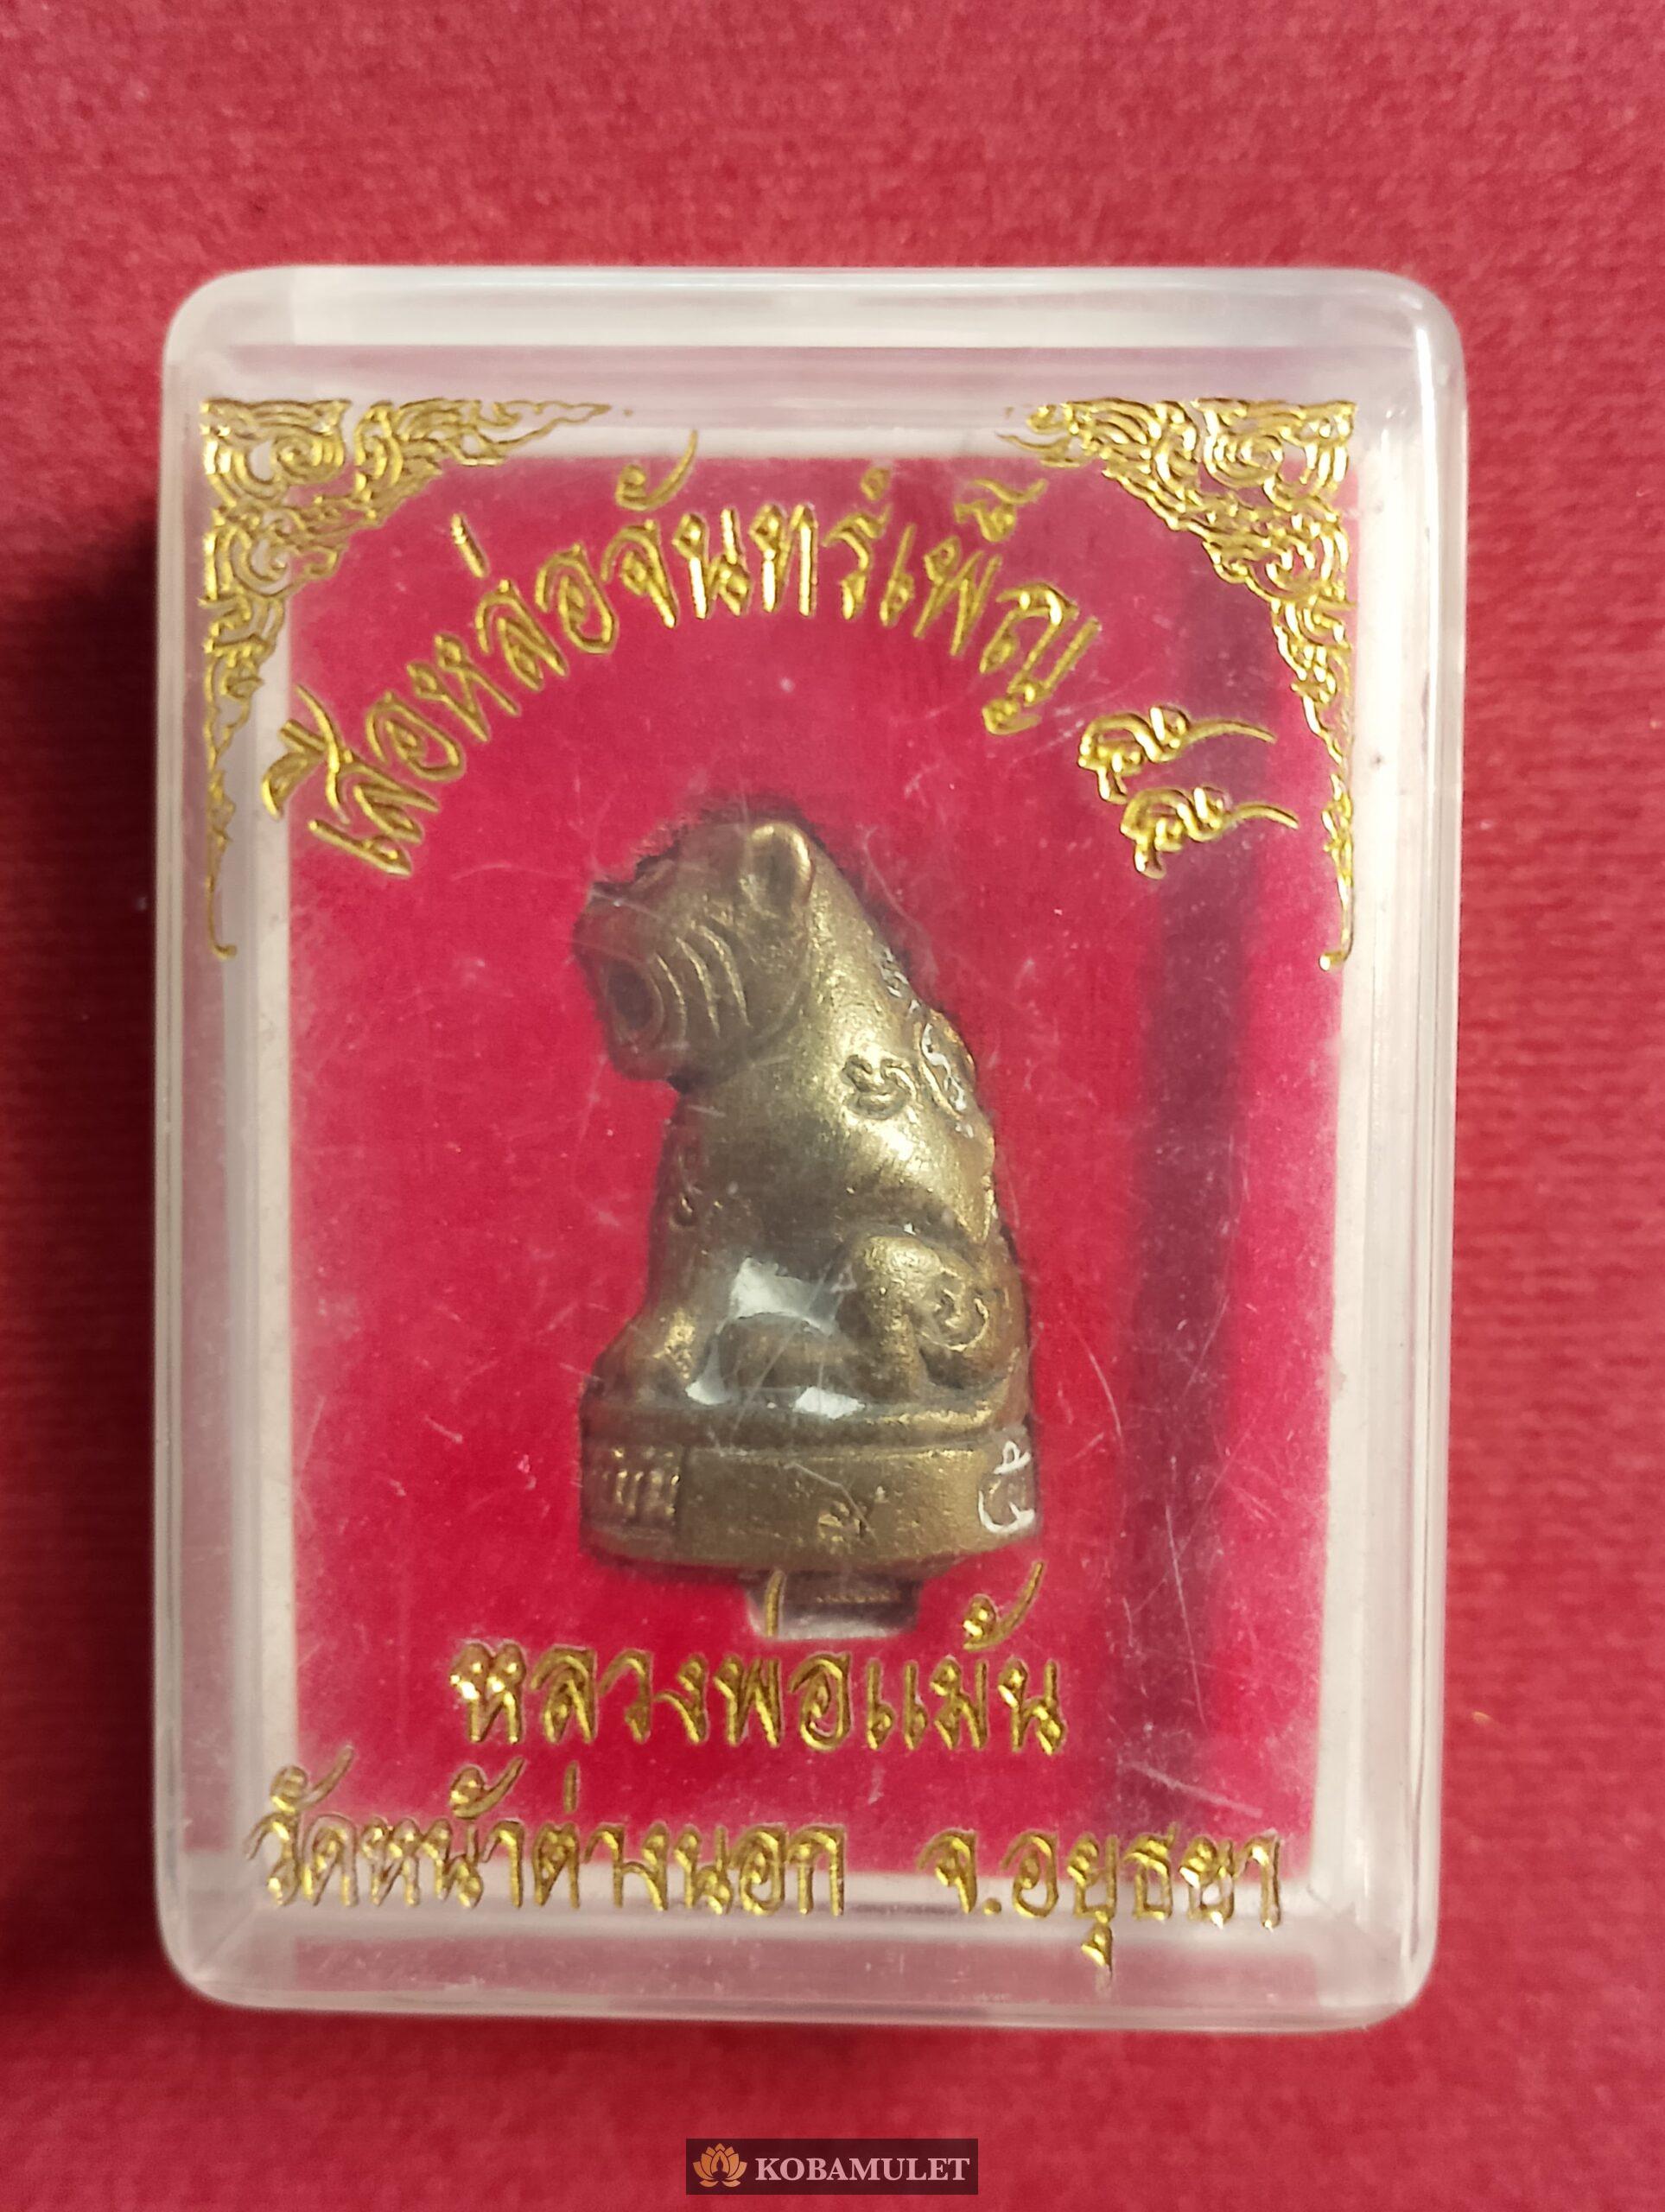 เสือหล่อจันทร์เพ็ญ
หลวงพ่อแม้น
วัดหน้าต่างนอก จ.อยุธยา
KOBAMULET